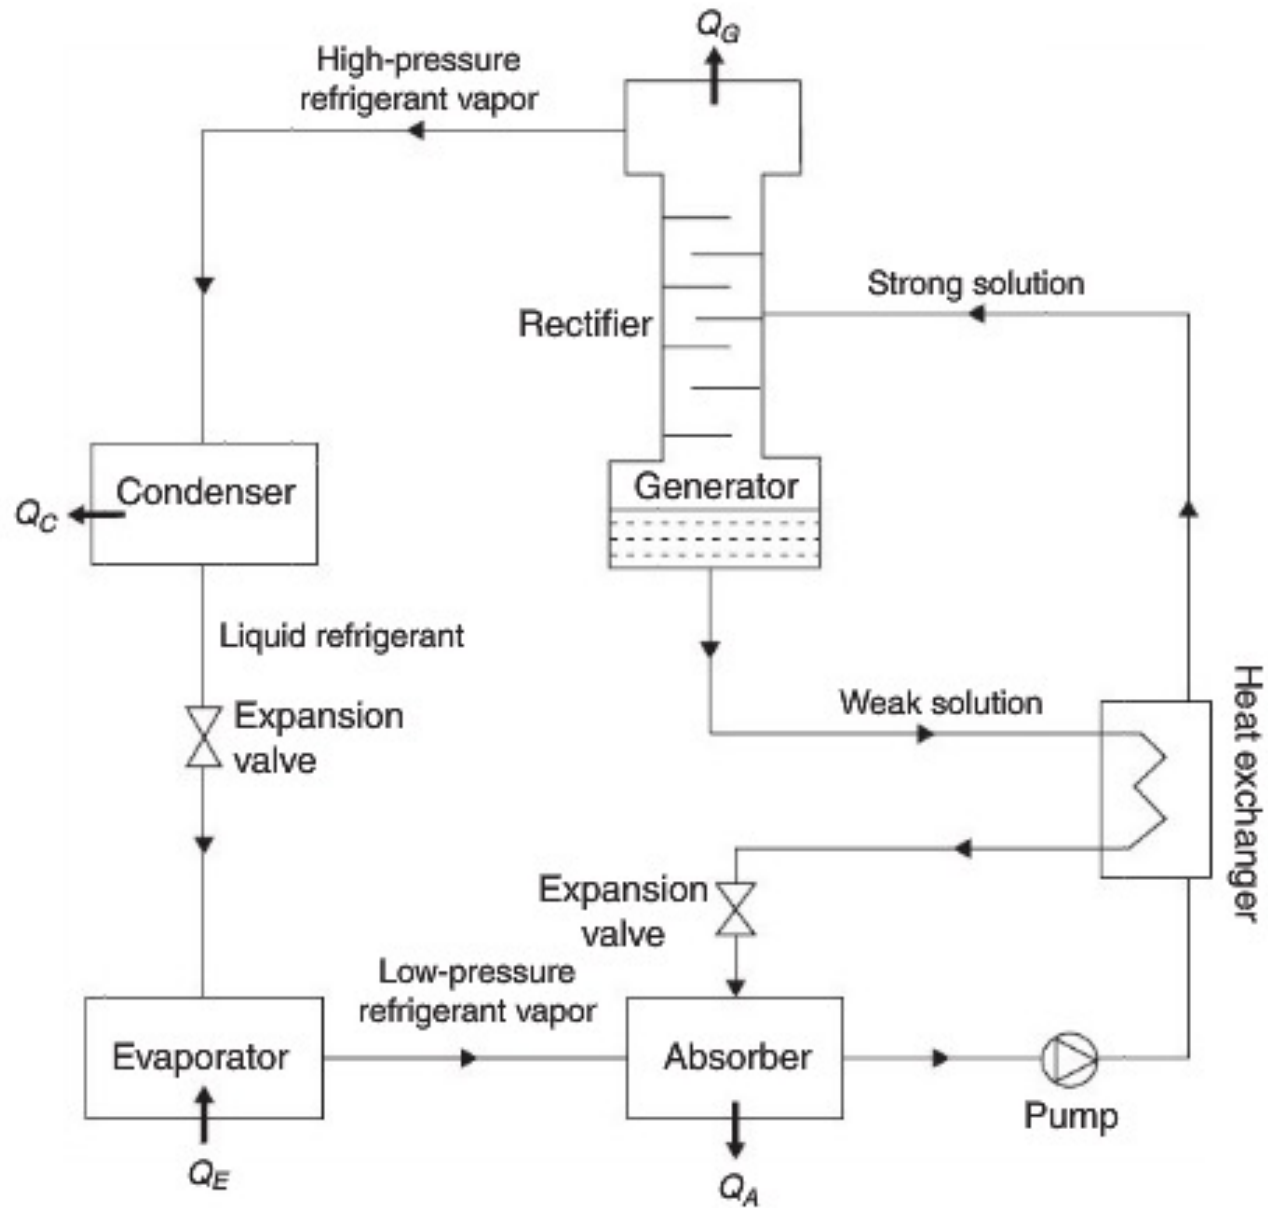 Q_G
High-pressure
refrigerant vapor
Strong solution
Rectifier
Generator
Condenser
Q_C
Liquid refrigerant
Weak solution
Heat exchanger
Expansion
valve
Expansion
valve
Low-pressure
refrigerant vapor
Evaporator
Absorber
Pump
Q_E
Q_A